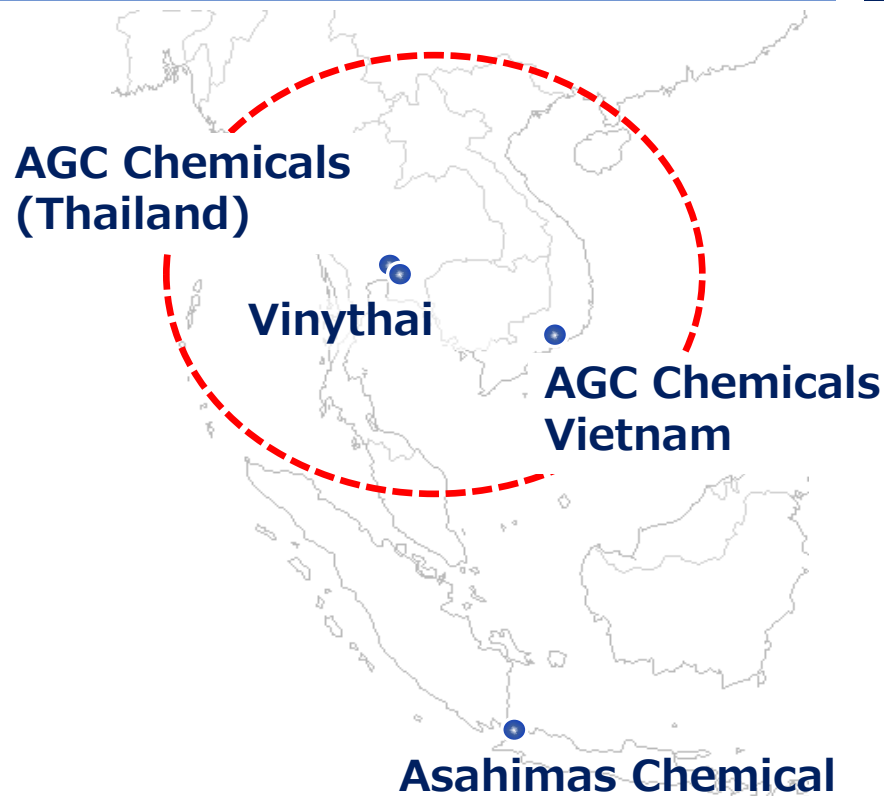 AGC Chemicals
(Thailand)
Vinythai
AGC Chemicals
Vietnam
Asahimas Chemical